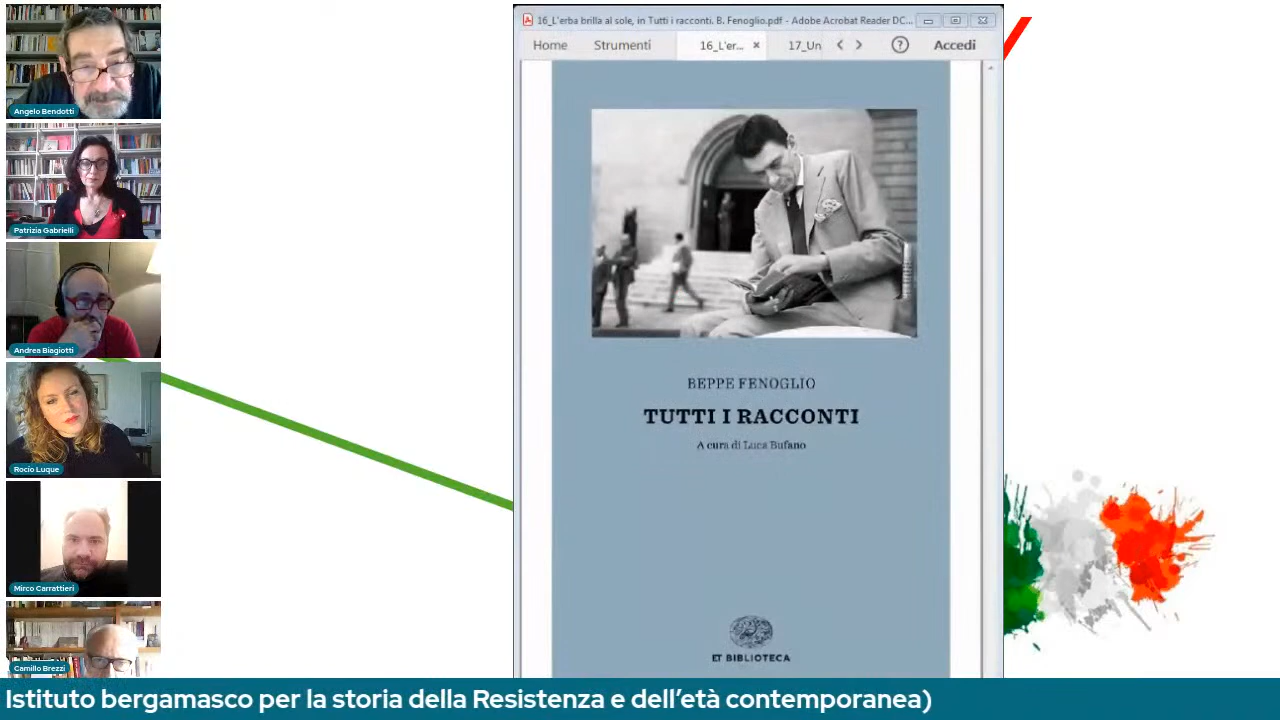 Angelo Bendotti
Patrizia Gabrielli
Andrea Biagiotti
Rocío Luque
Mirco Carrattieri
Camillo Brezzi
16_L'erba brilla al sole, in Tutti i racconti. B. Fenoglio.pdf - Adobe Acrobat Reader DC...
Home Strumenti 16_L'er... × 17_Un < > ? Accedi
BEPPE FENOGLIO
TUTTI I RACCONTI
A cura di Luca Bufano
ET BIBLIOTECA
Istituto bergamasco per la storia della Resistenza e dell’età contemporanea)